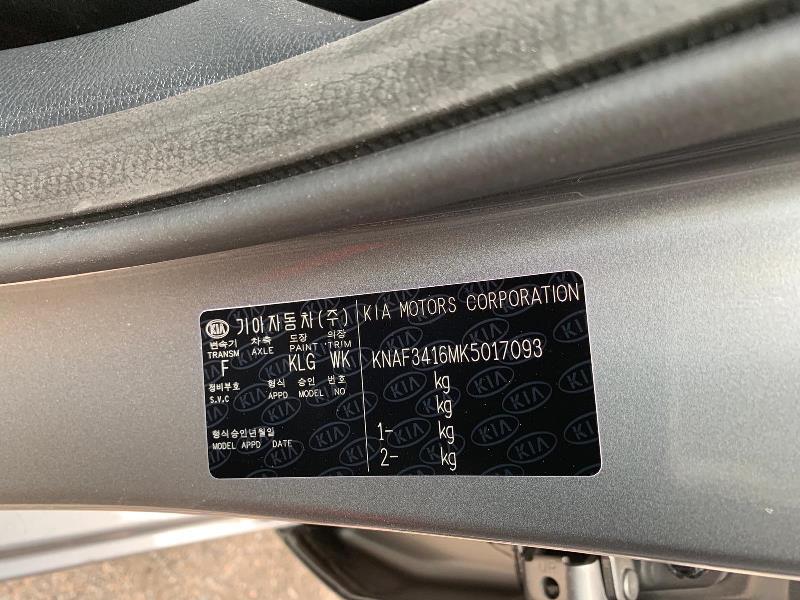 KIA 기아자동차(주) KIA MOTORS CORPORATION
변속기 차축 도장 의장
TRANSM AXLE PAINT TRIM
F KLG WK
정비부호 형식 승인 번호
S.V.C APPD MODEL NO
형식승인년월일
MODEL APPD DATE
KNAF3416MK5017093
kg
kg
1- kg
2- kg